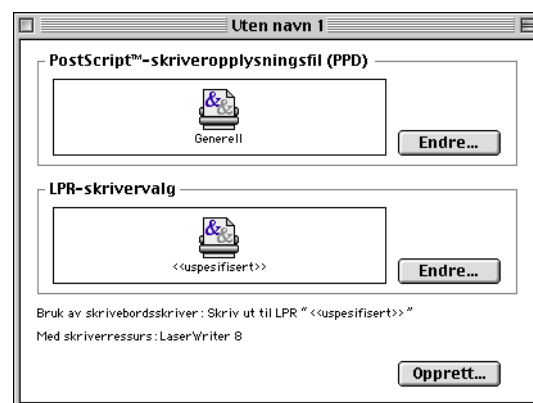 Uten navn 1
PostScript™-skriveropplysningsfil (PPD)
Generell
Endre...
LPR-skrivervalg
<<uspesifisert>>
Endre...
Bruk av skrivebordsskriver: Skriv ut til LPR "<<uspesifisert>>"
Med skriverressurs: LaserWriter 8
Opprett...